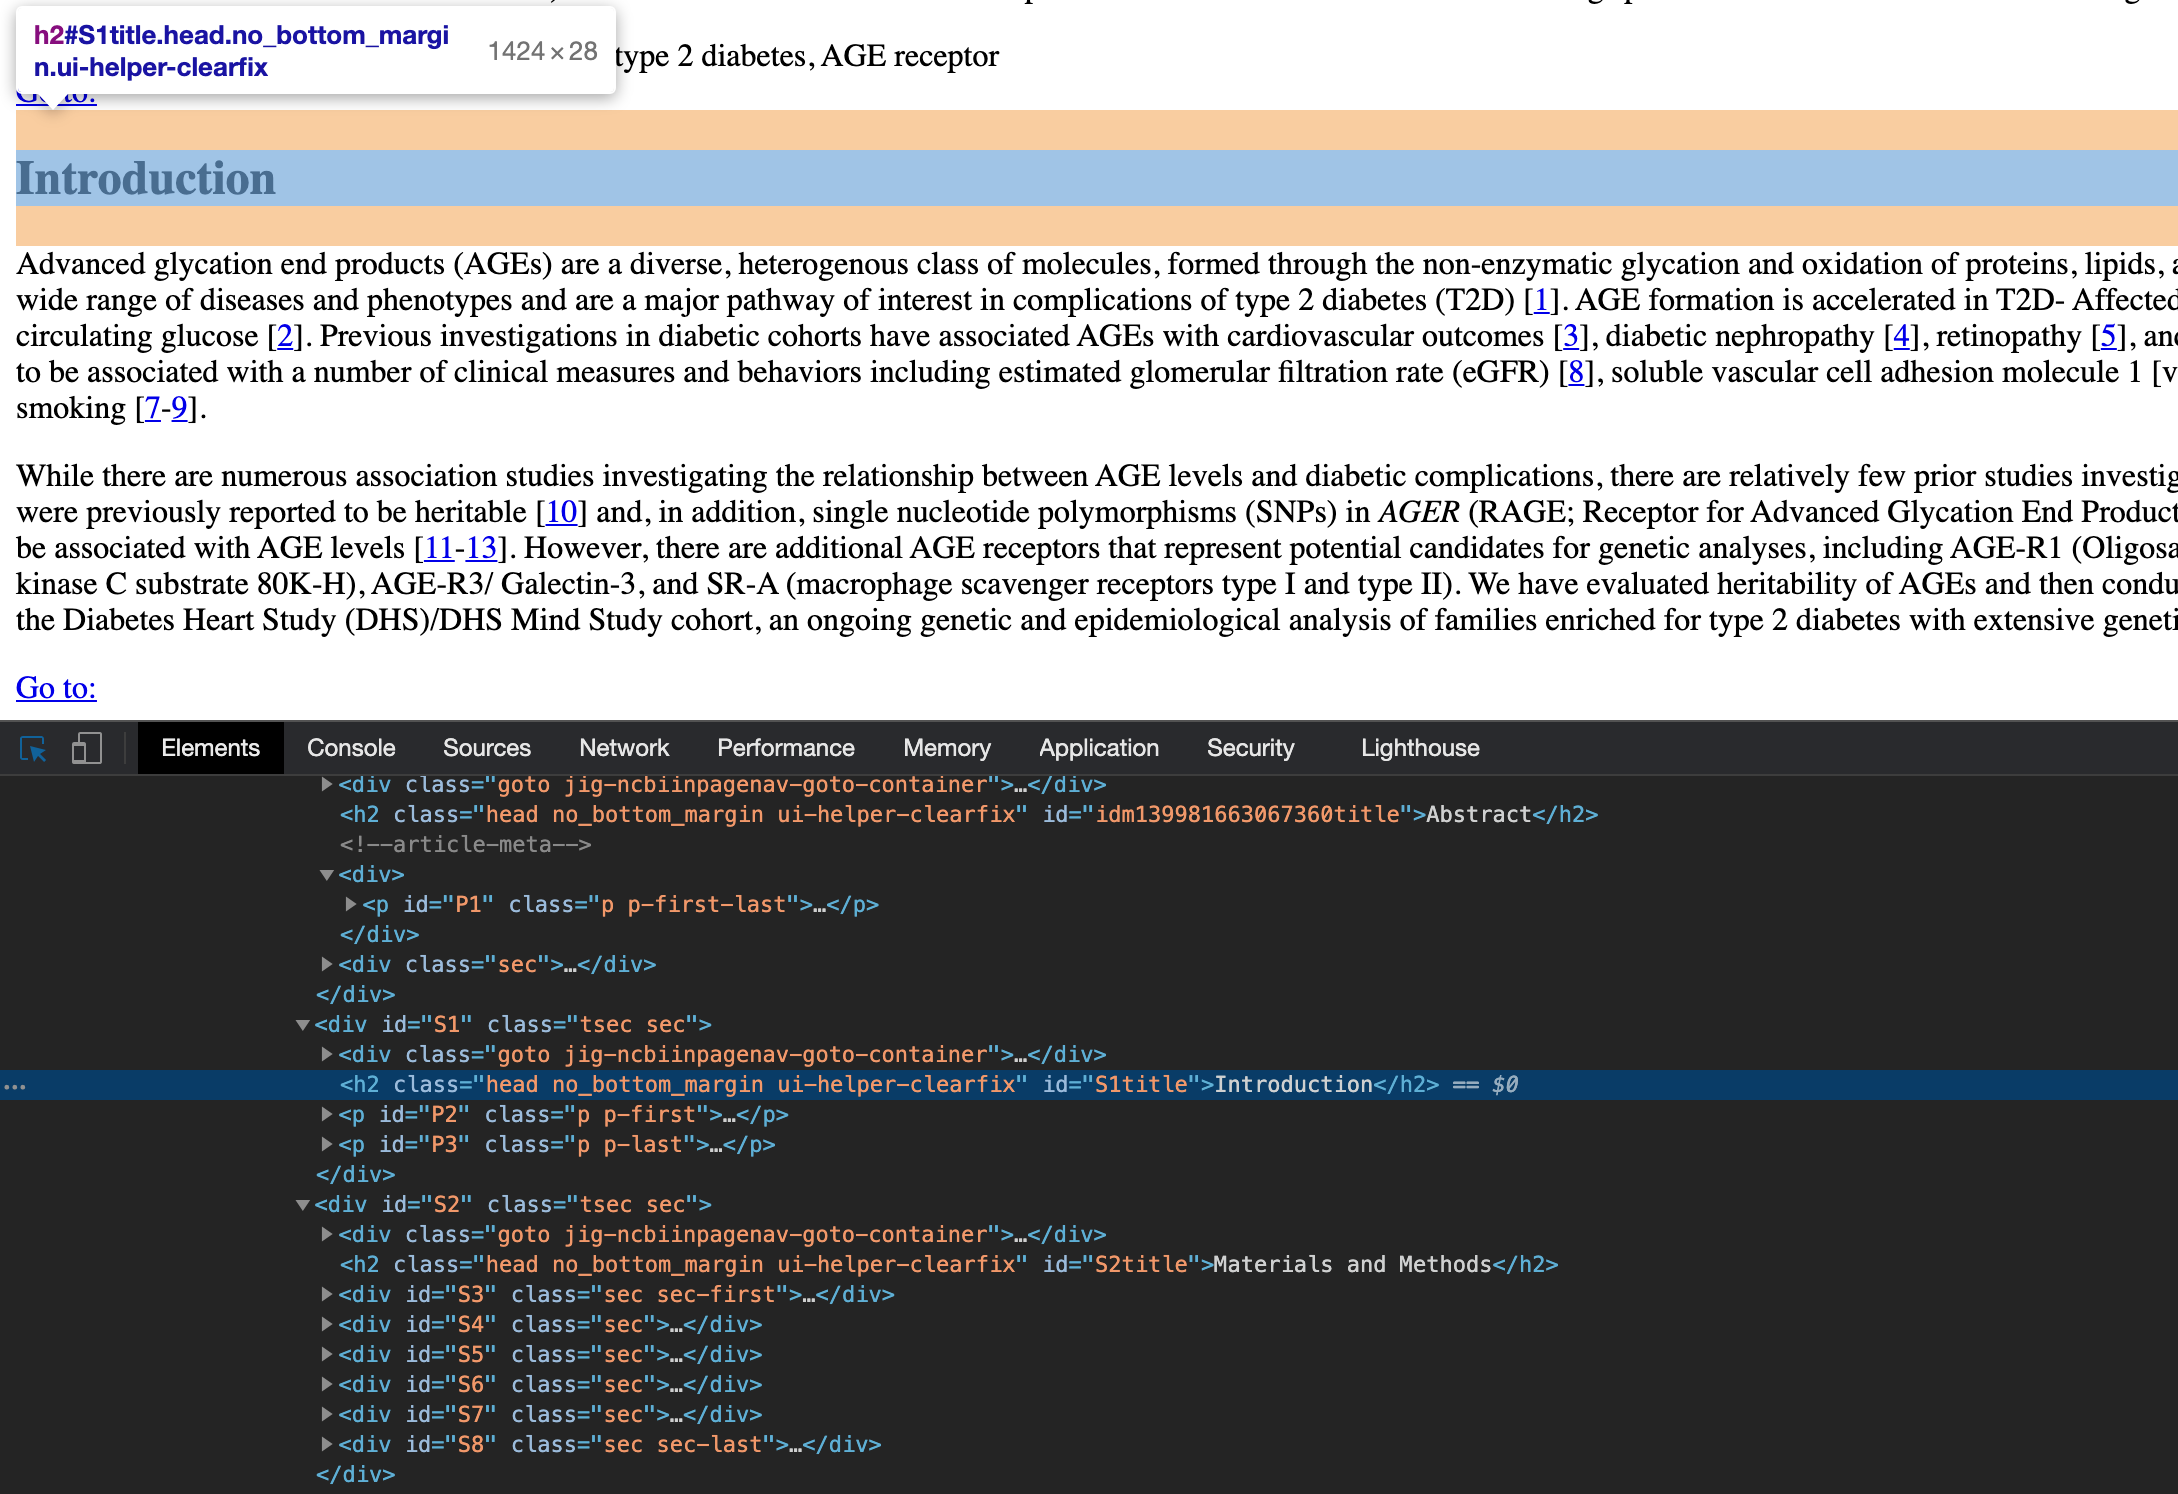 h2#S1title.head.no_bottom_margi
n.ui-helper-clearfix
1424×28
type 2 diabetes, AGE receptor
Go to:
Introduction
Advanced glycation end products (AGEs) are a diverse, heterogenous class of molecules, formed through the non-enzymatic glycation and oxidation of proteins, lipids,
wide range of diseases and phenotypes and are a major pathway of interest in complications of type 2 diabetes (T2D) [1]. AGE formation is accelerated in T2D- Affected
circulating glucose [2]. Previous investigations in diabetic cohorts have associated AGEs with cardiovascular outcomes [3], diabetic nephropathy [4], retinopathy [5], and
to be associated with a number of clinical measures and behaviors including estimated glomerular filtration rate (eGFR) [8], soluble vascular cell adhesion molecule 1 [v
smoking [7-9].
While there are numerous association studies investigating the relationship between AGE levels and diabetic complications, there are relatively few prior studies investig
were previously reported to be heritable [10] and, in addition, single nucleotide polymorphisms (SNPs) in AGER (RAGE; Receptor for Advanced Glycation End Product
be associated with AGE levels [11-13]. However, there are additional AGE receptors that represent potential candidates for genetic analyses, including AGE-R1 (Oligosa
kinase C substrate 80K-H), AGE-R3/ Galectin-3, and SR-A (macrophage scavenger receptors type I and type II). We have evaluated heritability of AGEs and then condu
the Diabetes Heart Study (DHS)/DHS Mind Study cohort, an ongoing genetic and epidemiological analysis of families enriched for type 2 diabetes with extensive geneti
Go to:
Elements Console Sources Network Performance Memory Application Security Lighthouse
<div class="goto jig-ncbiinpagenav-goto-container">…</div>
<h2 class="head no_bottom_margin ui-helper-clearfix" id="idm139981663067360title">Abstract</h2>
<!--article-meta-->
<div>
<p id="P1" class="p p-first-last">…</p>
</div>
<div class="sec">…</div>
</div>
<div id="S1" class="tsec sec">
<div class="goto jig-ncbiinpagenav-goto-container">…</div>
… <h2 class="head no_bottom_margin ui-helper-clearfix" id="S1title">Introduction</h2> == $0
<p id="P2" class="p p-first">…</p>
<p id="P3" class="p p-last">…</p>
</div>
<div id="S2" class="tsec sec">
<div class="goto jig-ncbiinpagenav-goto-container">…</div>
<h2 class="head no_bottom_margin ui-helper-clearfix" id="S2title">Materials and Methods</h2>
<div id="S3" class="sec sec-first">…</div>
<div id="S4" class="sec">…</div>
<div id="S5" class="sec">…</div>
<div id="S6" class="sec">…</div>
<div id="S7" class="sec">…</div>
<div id="S8" class="sec sec-last">…</div>
</div>